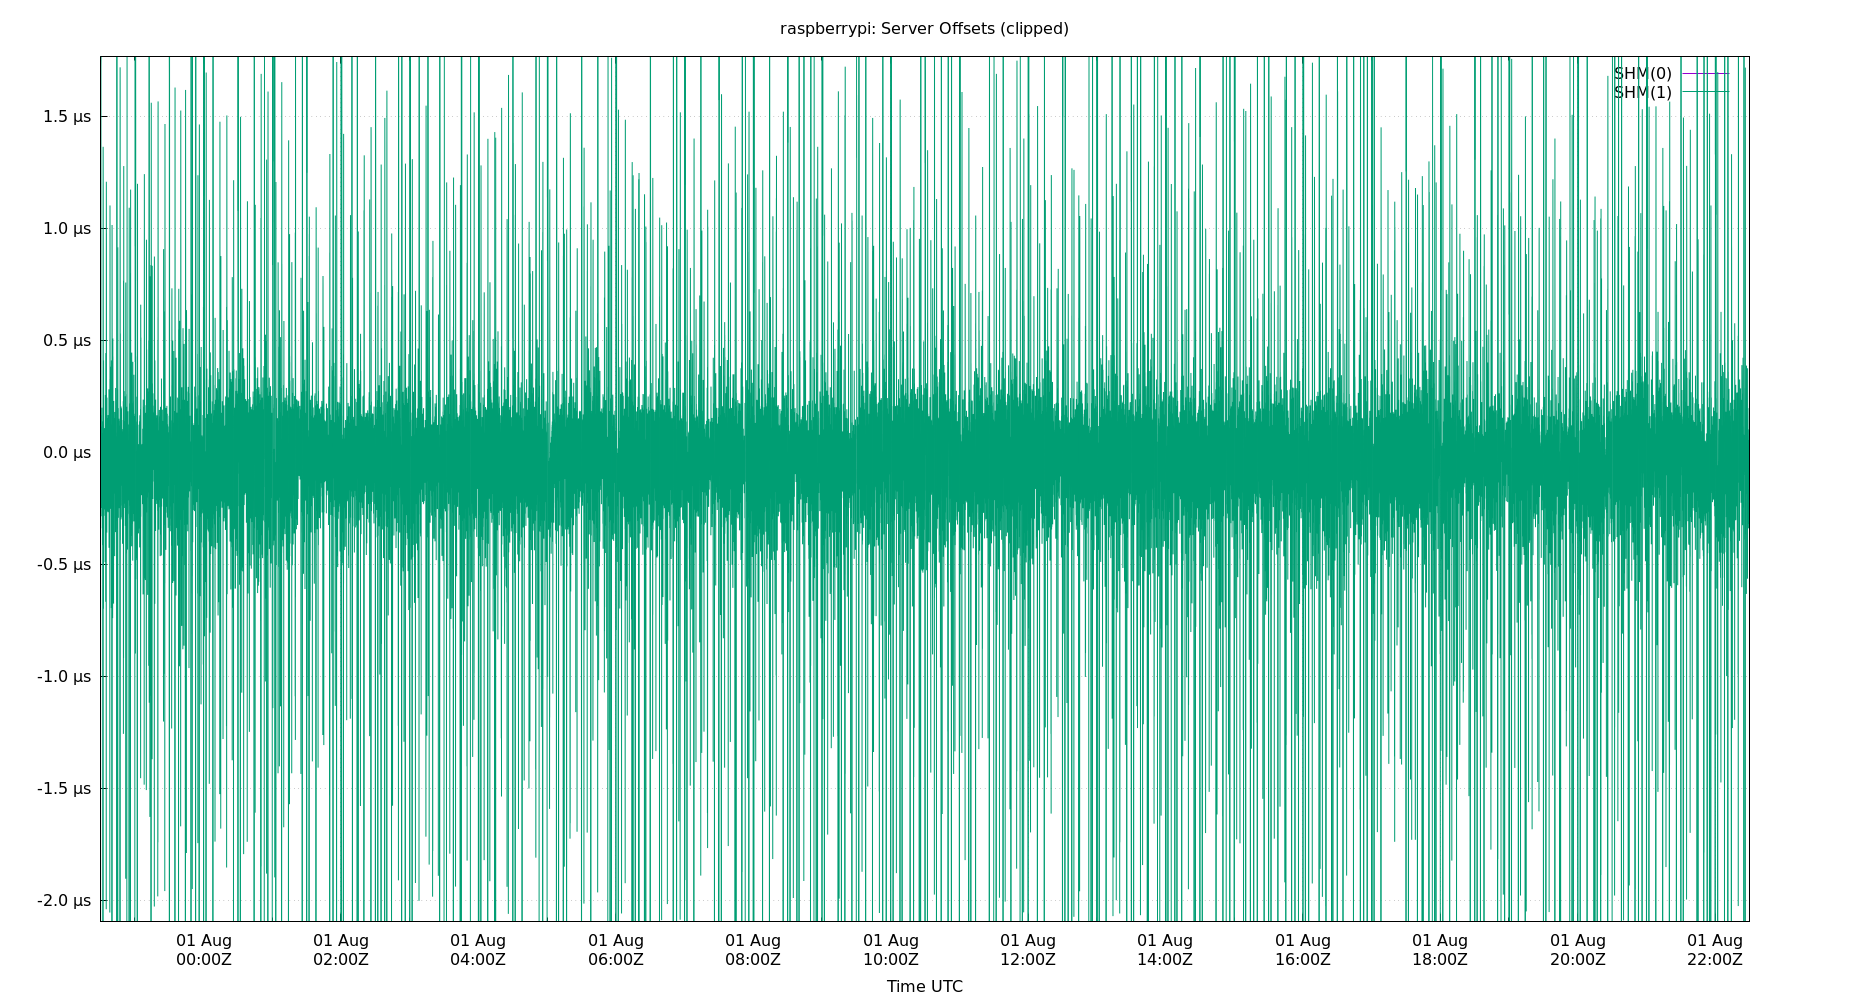 raspberrypi: Server Offsets (clipped)
SHM(0)
SHM(1)
1.5 µs
1.0 µs
0.5 µs
0.0 µs
-0.5 µs
-1.0 µs
-1.5 µs
-2.0 µs
01 Aug 01 Aug 01 Aug 01 Aug 01 Aug 01 Aug 01 Aug 01 Aug 01 Aug 01 Aug 01 Aug 01 Aug
00:00Z 02:00Z 04:00Z 06:00Z 08:00Z 10:00Z 12:00Z 14:00Z 16:00Z 18:00Z 20:00Z 22:00Z
Time UTC